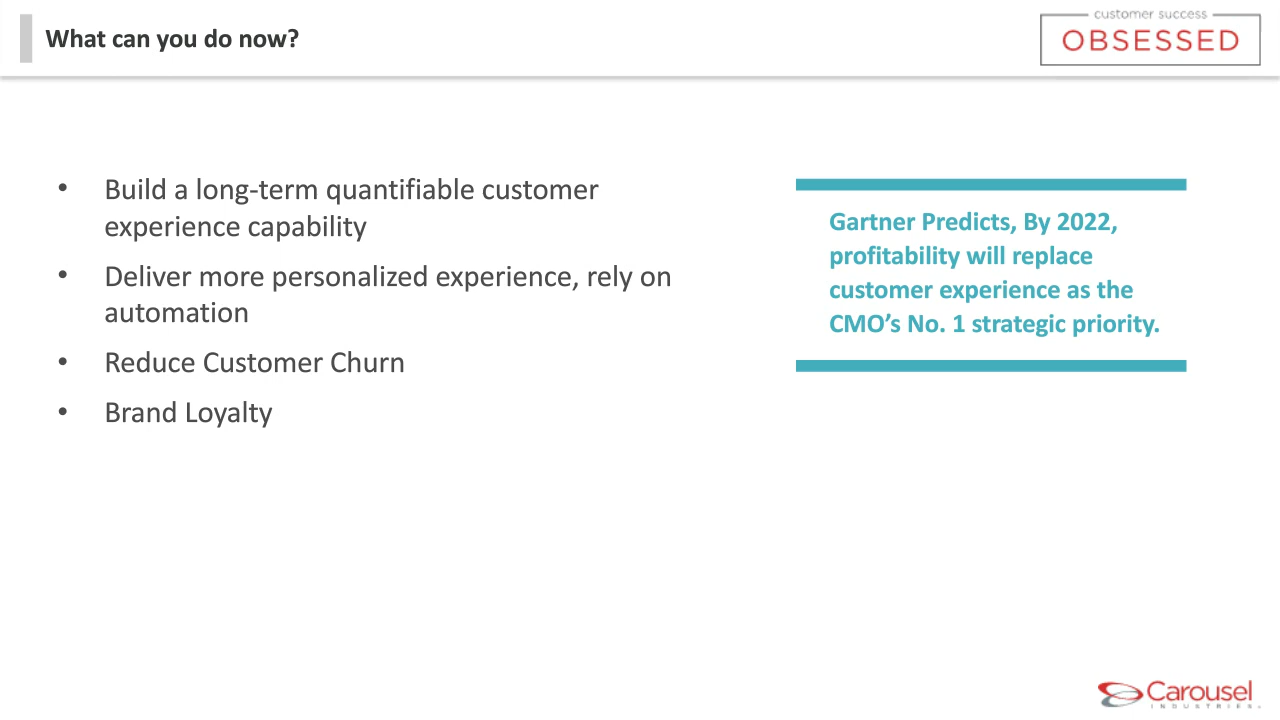 What can you do now?
customer success
OBSESSED
• Build a long-term quantifiable customer
experience capability
• Deliver more personalized experience, rely on
automation
• Reduce Customer Churn
• Brand Loyalty
Gartner Predicts, By 2022,
profitability will replace
customer experience as the
CMO’s No. 1 strategic priority.
Carousel
INDUSTRIES